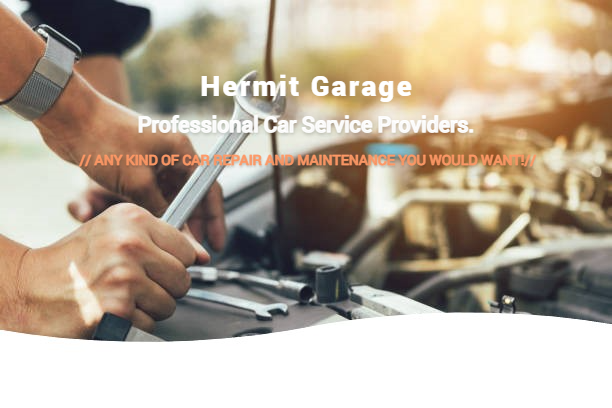 Hermit Garage
Professional Car Service Providers.
// ANY KIND OF CAR REPAIR AND MAINTENANCE YOU WOULD WANT!//